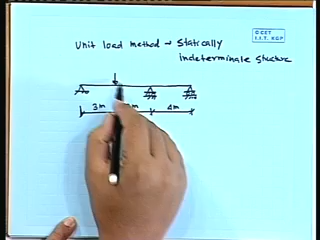 © CET
I.I.T. KGP
Unit load method → Statically
indeterminate structure
3m
m
4m